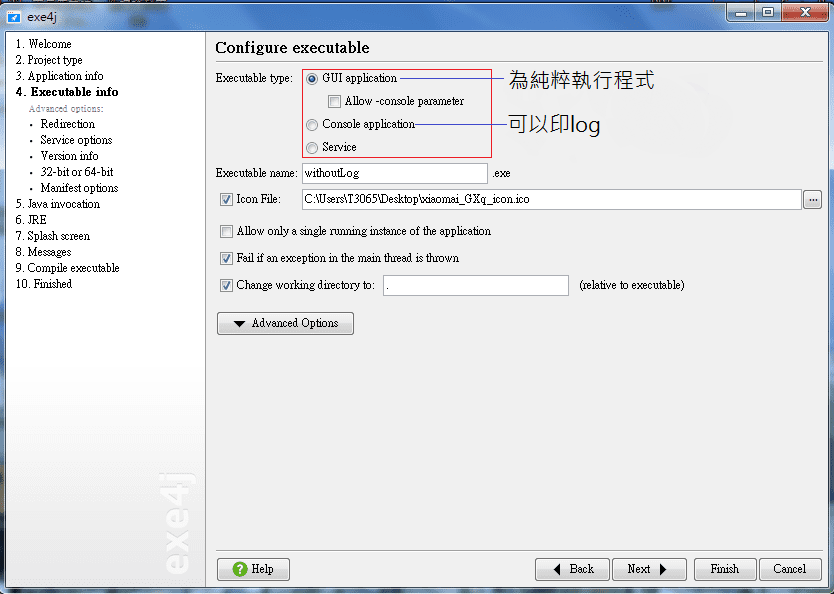 exe4j
1. Welcome
2. Project type
3. Application info
4. Executable info
Advanced options:
• Redirection
• Service options
• Version info
• 32-bit or 64-bit
• Manifest options
5. Java invocation
6. JRE
7. Splash screen
8. Messages
9. Compile executable
10. Finished
exe4j
Configure executable
Executable type: GUI application 為純粹執行程式
Allow -console parameter
Console application 可以印log
Service
Executable name: withoutLog .exe
Icon File: C:\Users\T3065\Desktop\xiaomai_GXq_icon.ico ...
Allow only a single running instance of the application
Fail if an exception in the main thread is thrown
Change working directory to: . (relative to executable)
Advanced Options
Help Back Next Finish Cancel